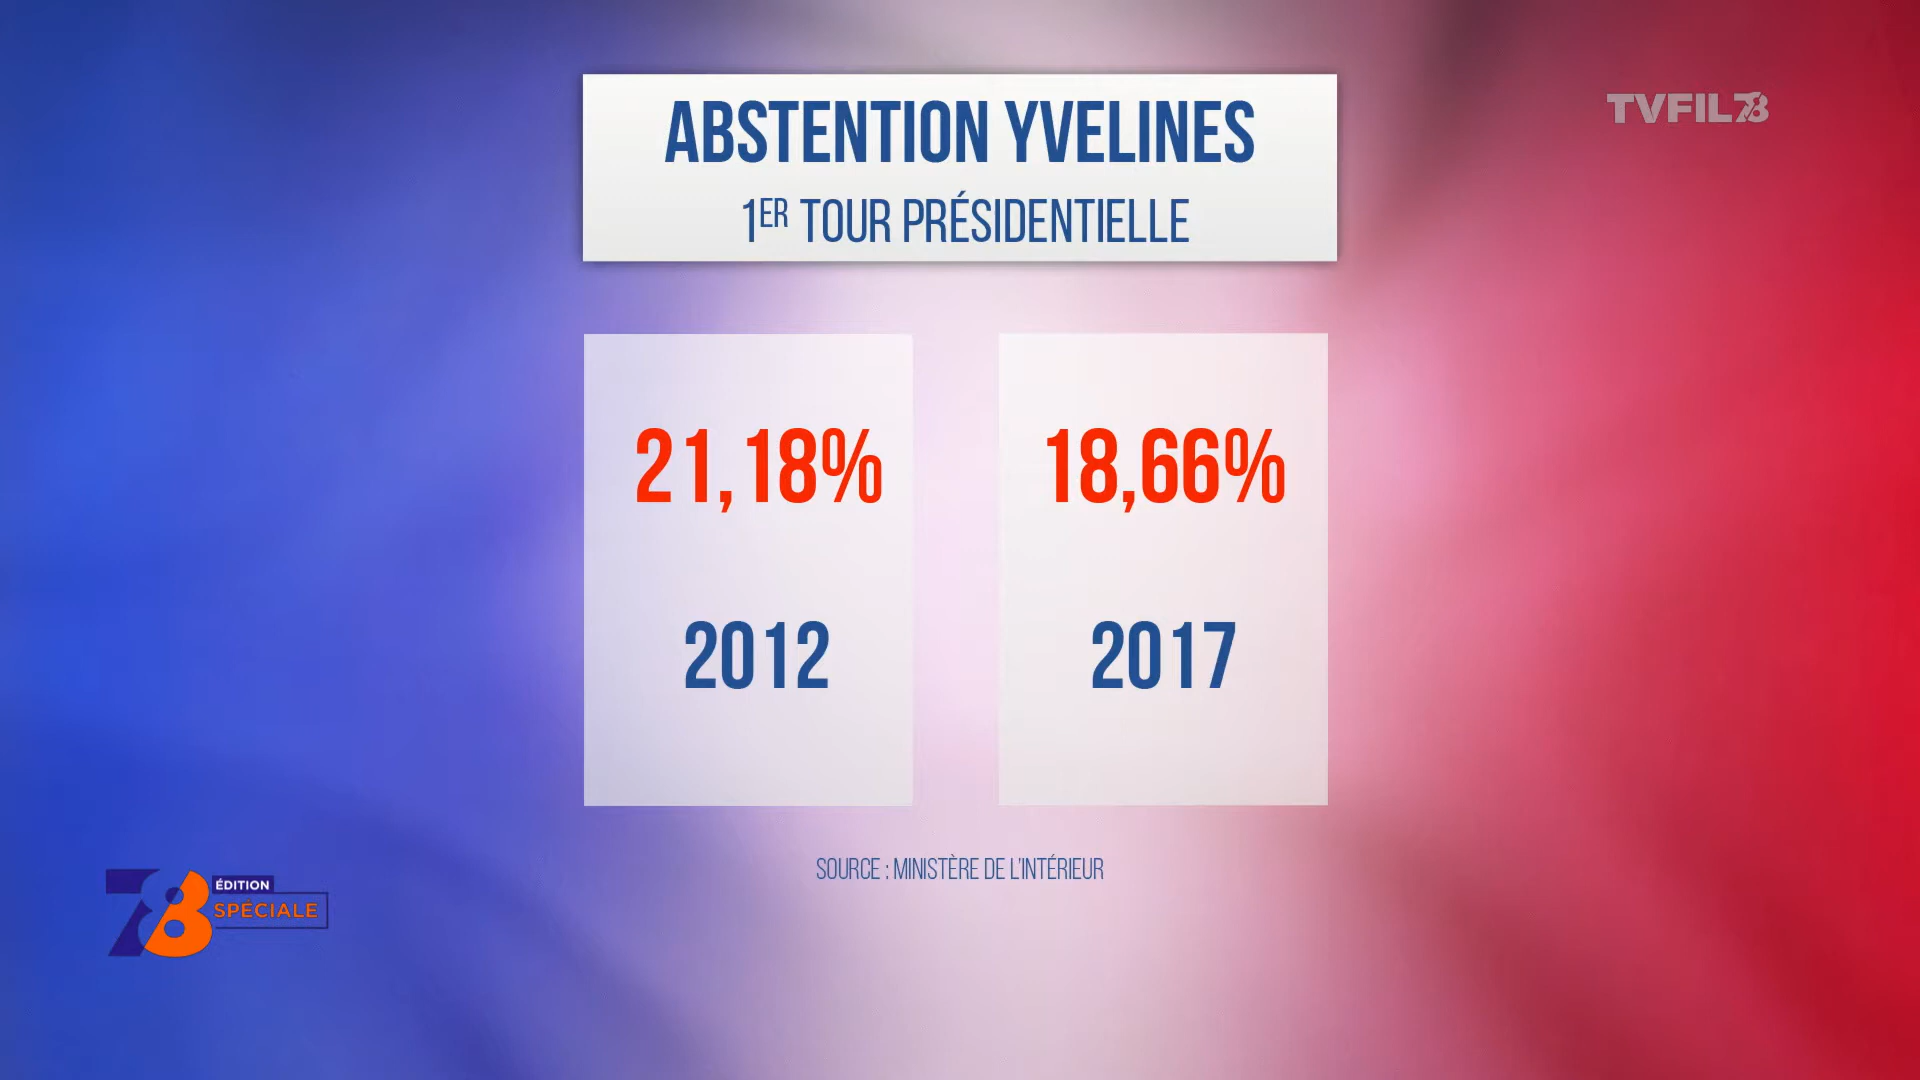 TVFIL78
ABSTENTION YVELINES
1ER TOUR PRÉSIDENTIELLE
21,18%
18,66%
2012
2017
SOURCE : MINISTÈRE DE L'INTÉRIEUR
78 ÉDITION
SPÉCIALE